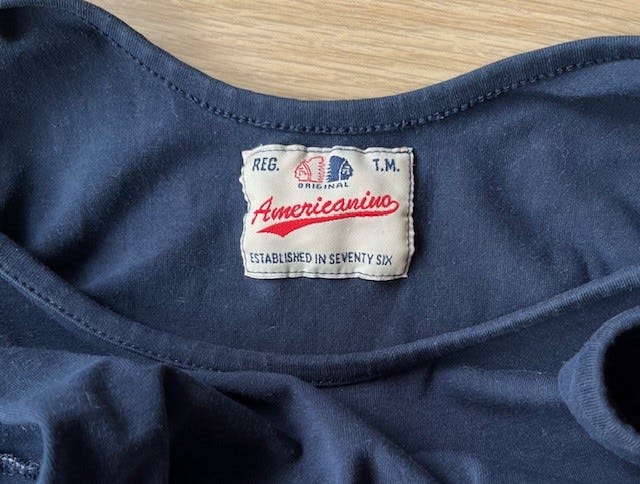 REG. T.M.
ORIGINAL
Americanino
ESTABLISHED IN SEVENTY SIX